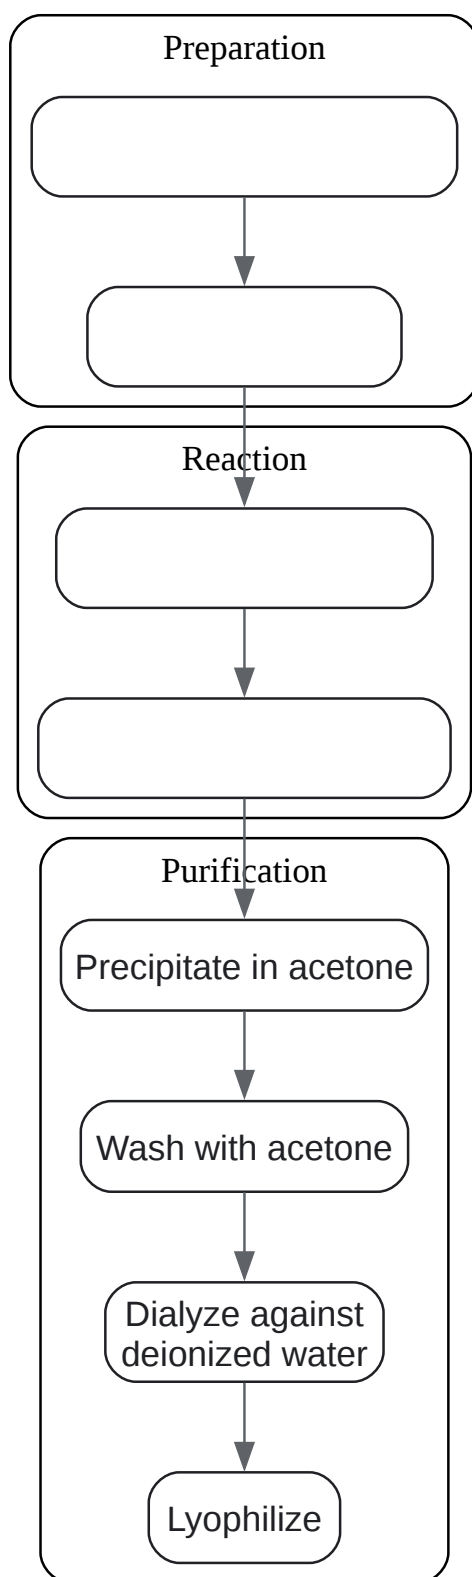 Preparation
Reaction
Purification
Precipitate in acetone
Wash with acetone
Dialyze against
deionized water
Lyophilize